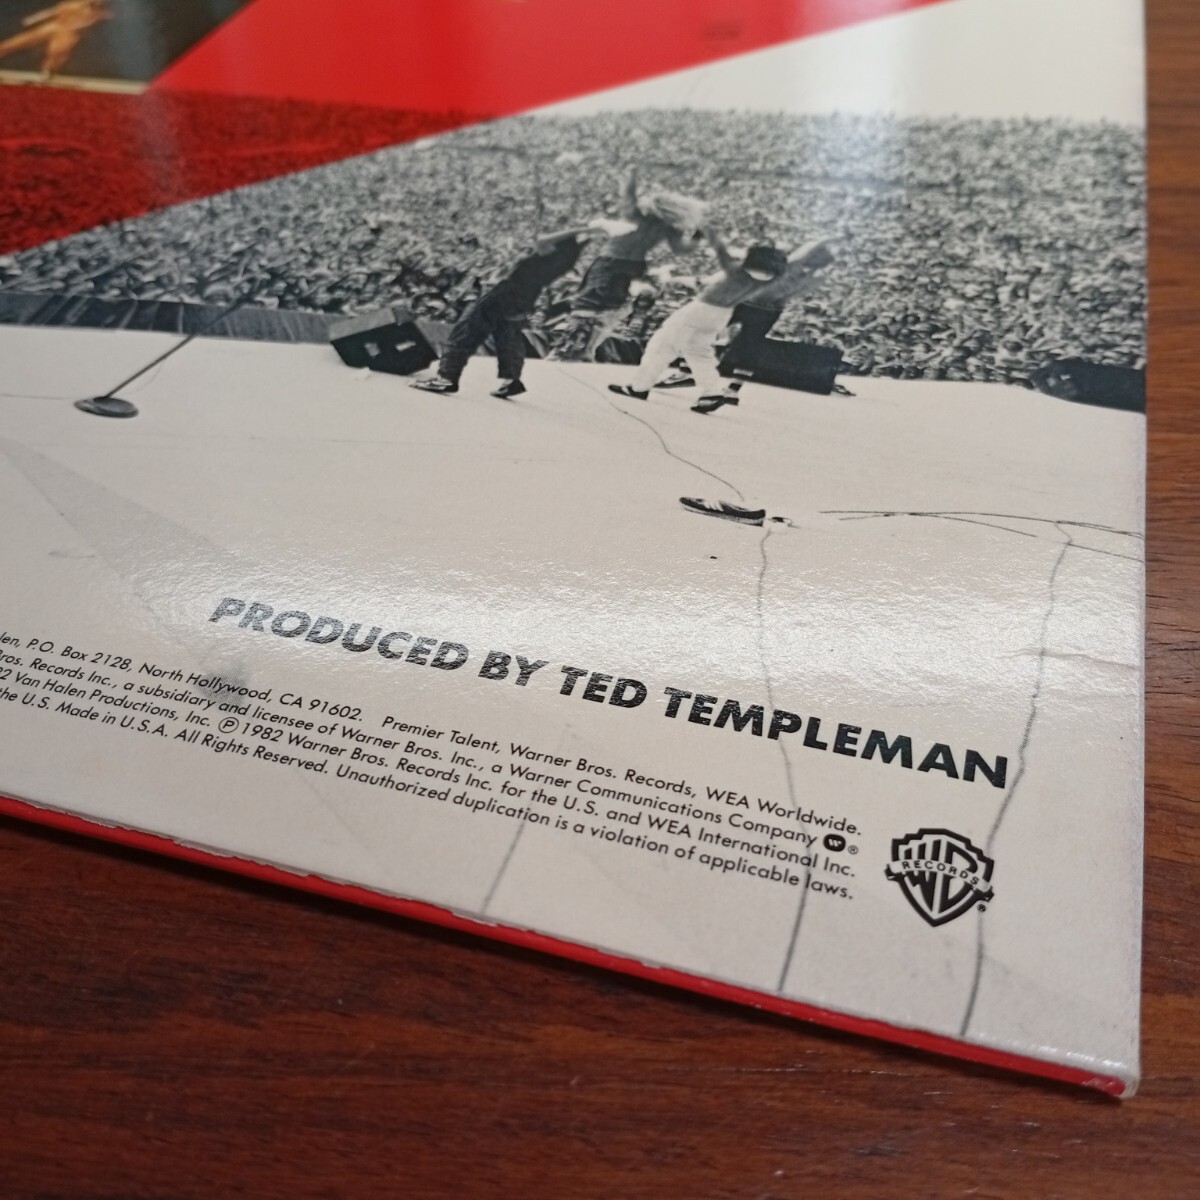 PRODUCED BY TED TEMPLEMAN
P.O. Box 2128, North Hollywood, CA 91602. Premier Talent, Warner Bros. Records, WEA Worldwide.
Bros. Records Inc., a subsidiary and licensee of Warner Bros. Inc., a Warner Communications Company ®
Van Halen Productions, Inc. ℗ 1982 Warner Bros. Records Inc. for the U.S. and WEA International Inc.
the U.S. Made in U.S.A. All Rights Reserved. Unauthorized duplication is a violation of applicable laws.
WB
RECORDS
®